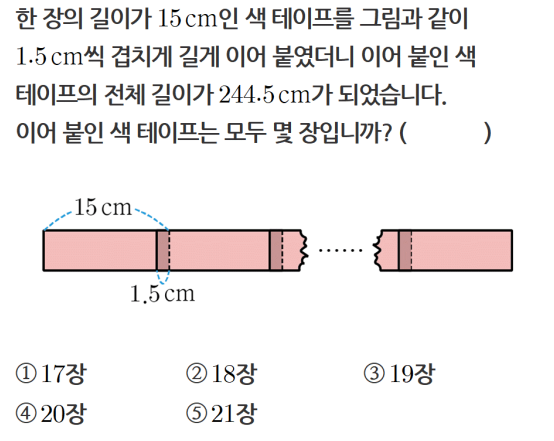 한 장의 길이가 15cm인 색 테이프를 그림과 같이
1.5cm씩 겹치게 길게 이어 붙였더니 이어 붙인 색
테이프의 전체 길이가 244.5cm가 되었습니다.
이어 붙인 색 테이프는 모두 몇 장입니까? (    )
15cm
······
1.5cm
①17장 ②18장 ③19장
④20장 ⑤21장